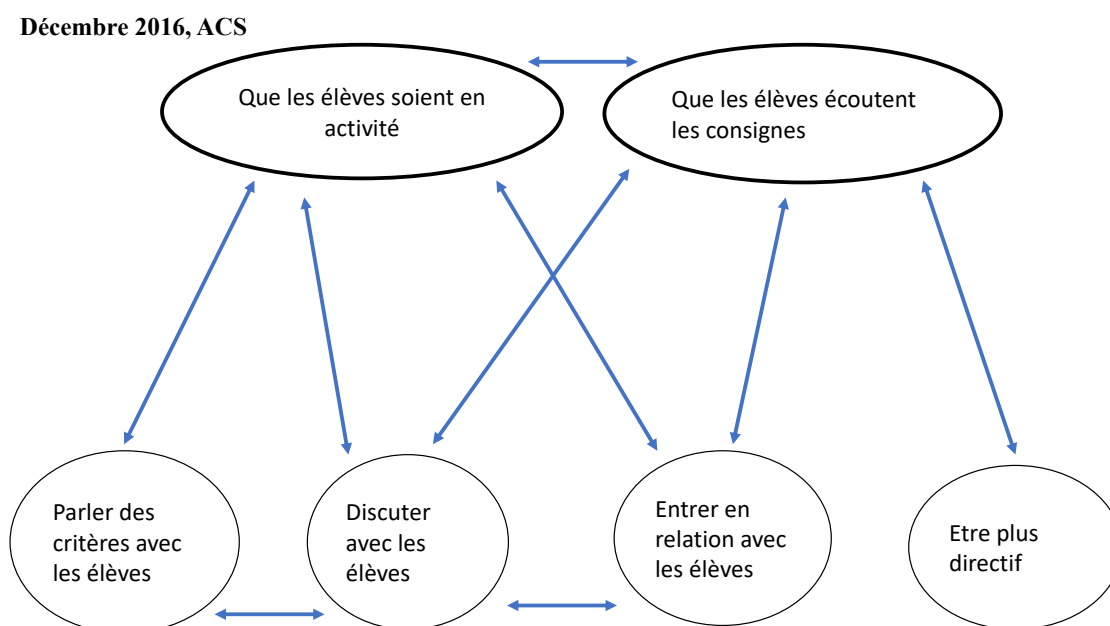 Décembre 2016, ACS
Que les élèves soient en
activité
Que les élèves écoutent
les consignes
Parler des
critères avec
les élèves
Discuter
avec les
élèves
Entrer en
relation avec
les élèves
Etre plus
directif